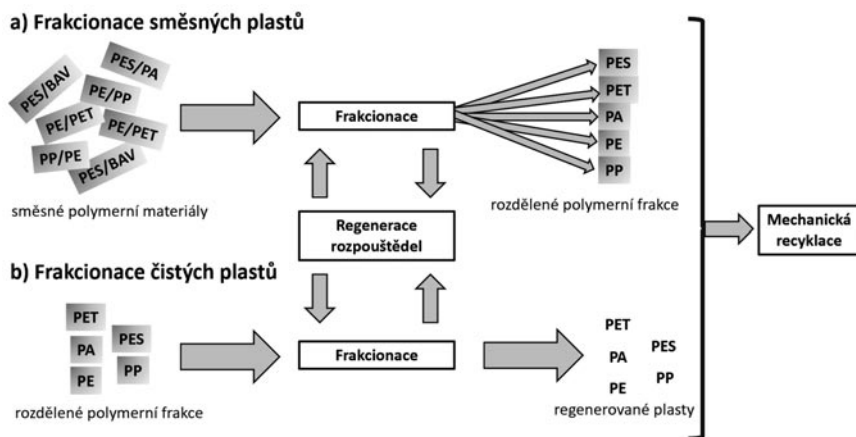 a) Frakcionace směsných plastů
PES/BAV
PES/PA
PE/PP
PE/PET
PE/PET
PP/PE
PES/BAV
směsné polymerní materiály
Frakcionace
PES
PET
PA
PE
PP
rozdělené polymerní frakce
Regenerace
rozpouštědel
Mechanická
recyklace
b) Frakcionace čistých plastů
PET
PES
PA
PP
PE
rozdělené polymerní frakce
Frakcionace
PET
PES
PA
PP
PE
regenerované plasty